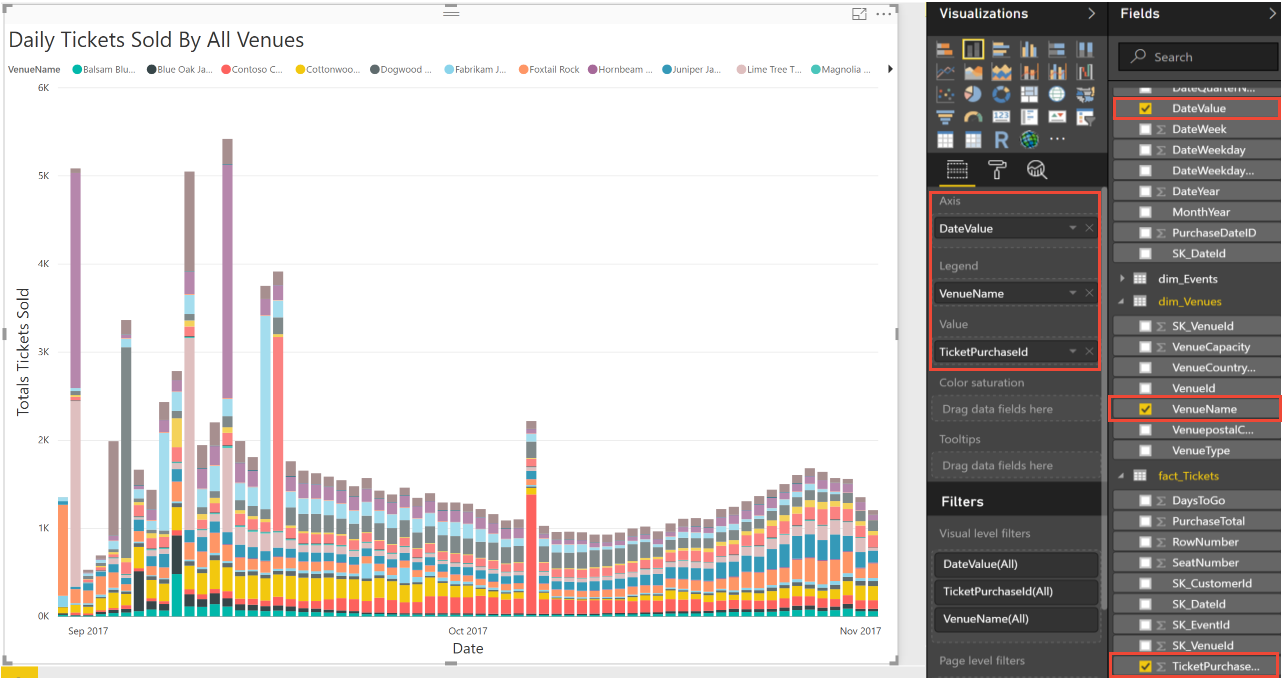 Daily Tickets Sold By All Venues
VenueName Balsam Blu... Blue Oak Ja... Contoso C... Cottonwoo... Dogwood ... Fabrikam J... Foxtail Rock Hornbeam ... Juniper Ja... Lime Tree T... Magnolia ...
6K
5K
4K
3K
2K
1K
0K
Totals Tickets Sold
Sep 2017 Oct 2017 Nov 2017
Date
Visualizations
123
R
Axis
DateValue
Legend
VenueName
Value
TicketPurchaseId
Color saturation
Drag data fields here
Tooltips
Drag data fields here
Filters
Visual level filters
DateValue(All)
TicketPurchaseId(All)
VenueName(All)
Page level filters
Fields
Search
DateQuarterN...
DateValue
DateWeek
DateWeekday
DateWeekday...
DateYear
MonthYear
PurchaseDateID
SK_DateId
dim_Events
dim_Venues
SK_VenueId
VenueCapacity
VenueCountry...
VenueId
VenueName
VenuepostalC...
VenueType
fact_Tickets
DaysToGo
PurchaseTotal
RowNumber
SeatNumber
SK_CustomerId
SK_DateId
SK_EventId
SK_VenueId
TicketPurchase...